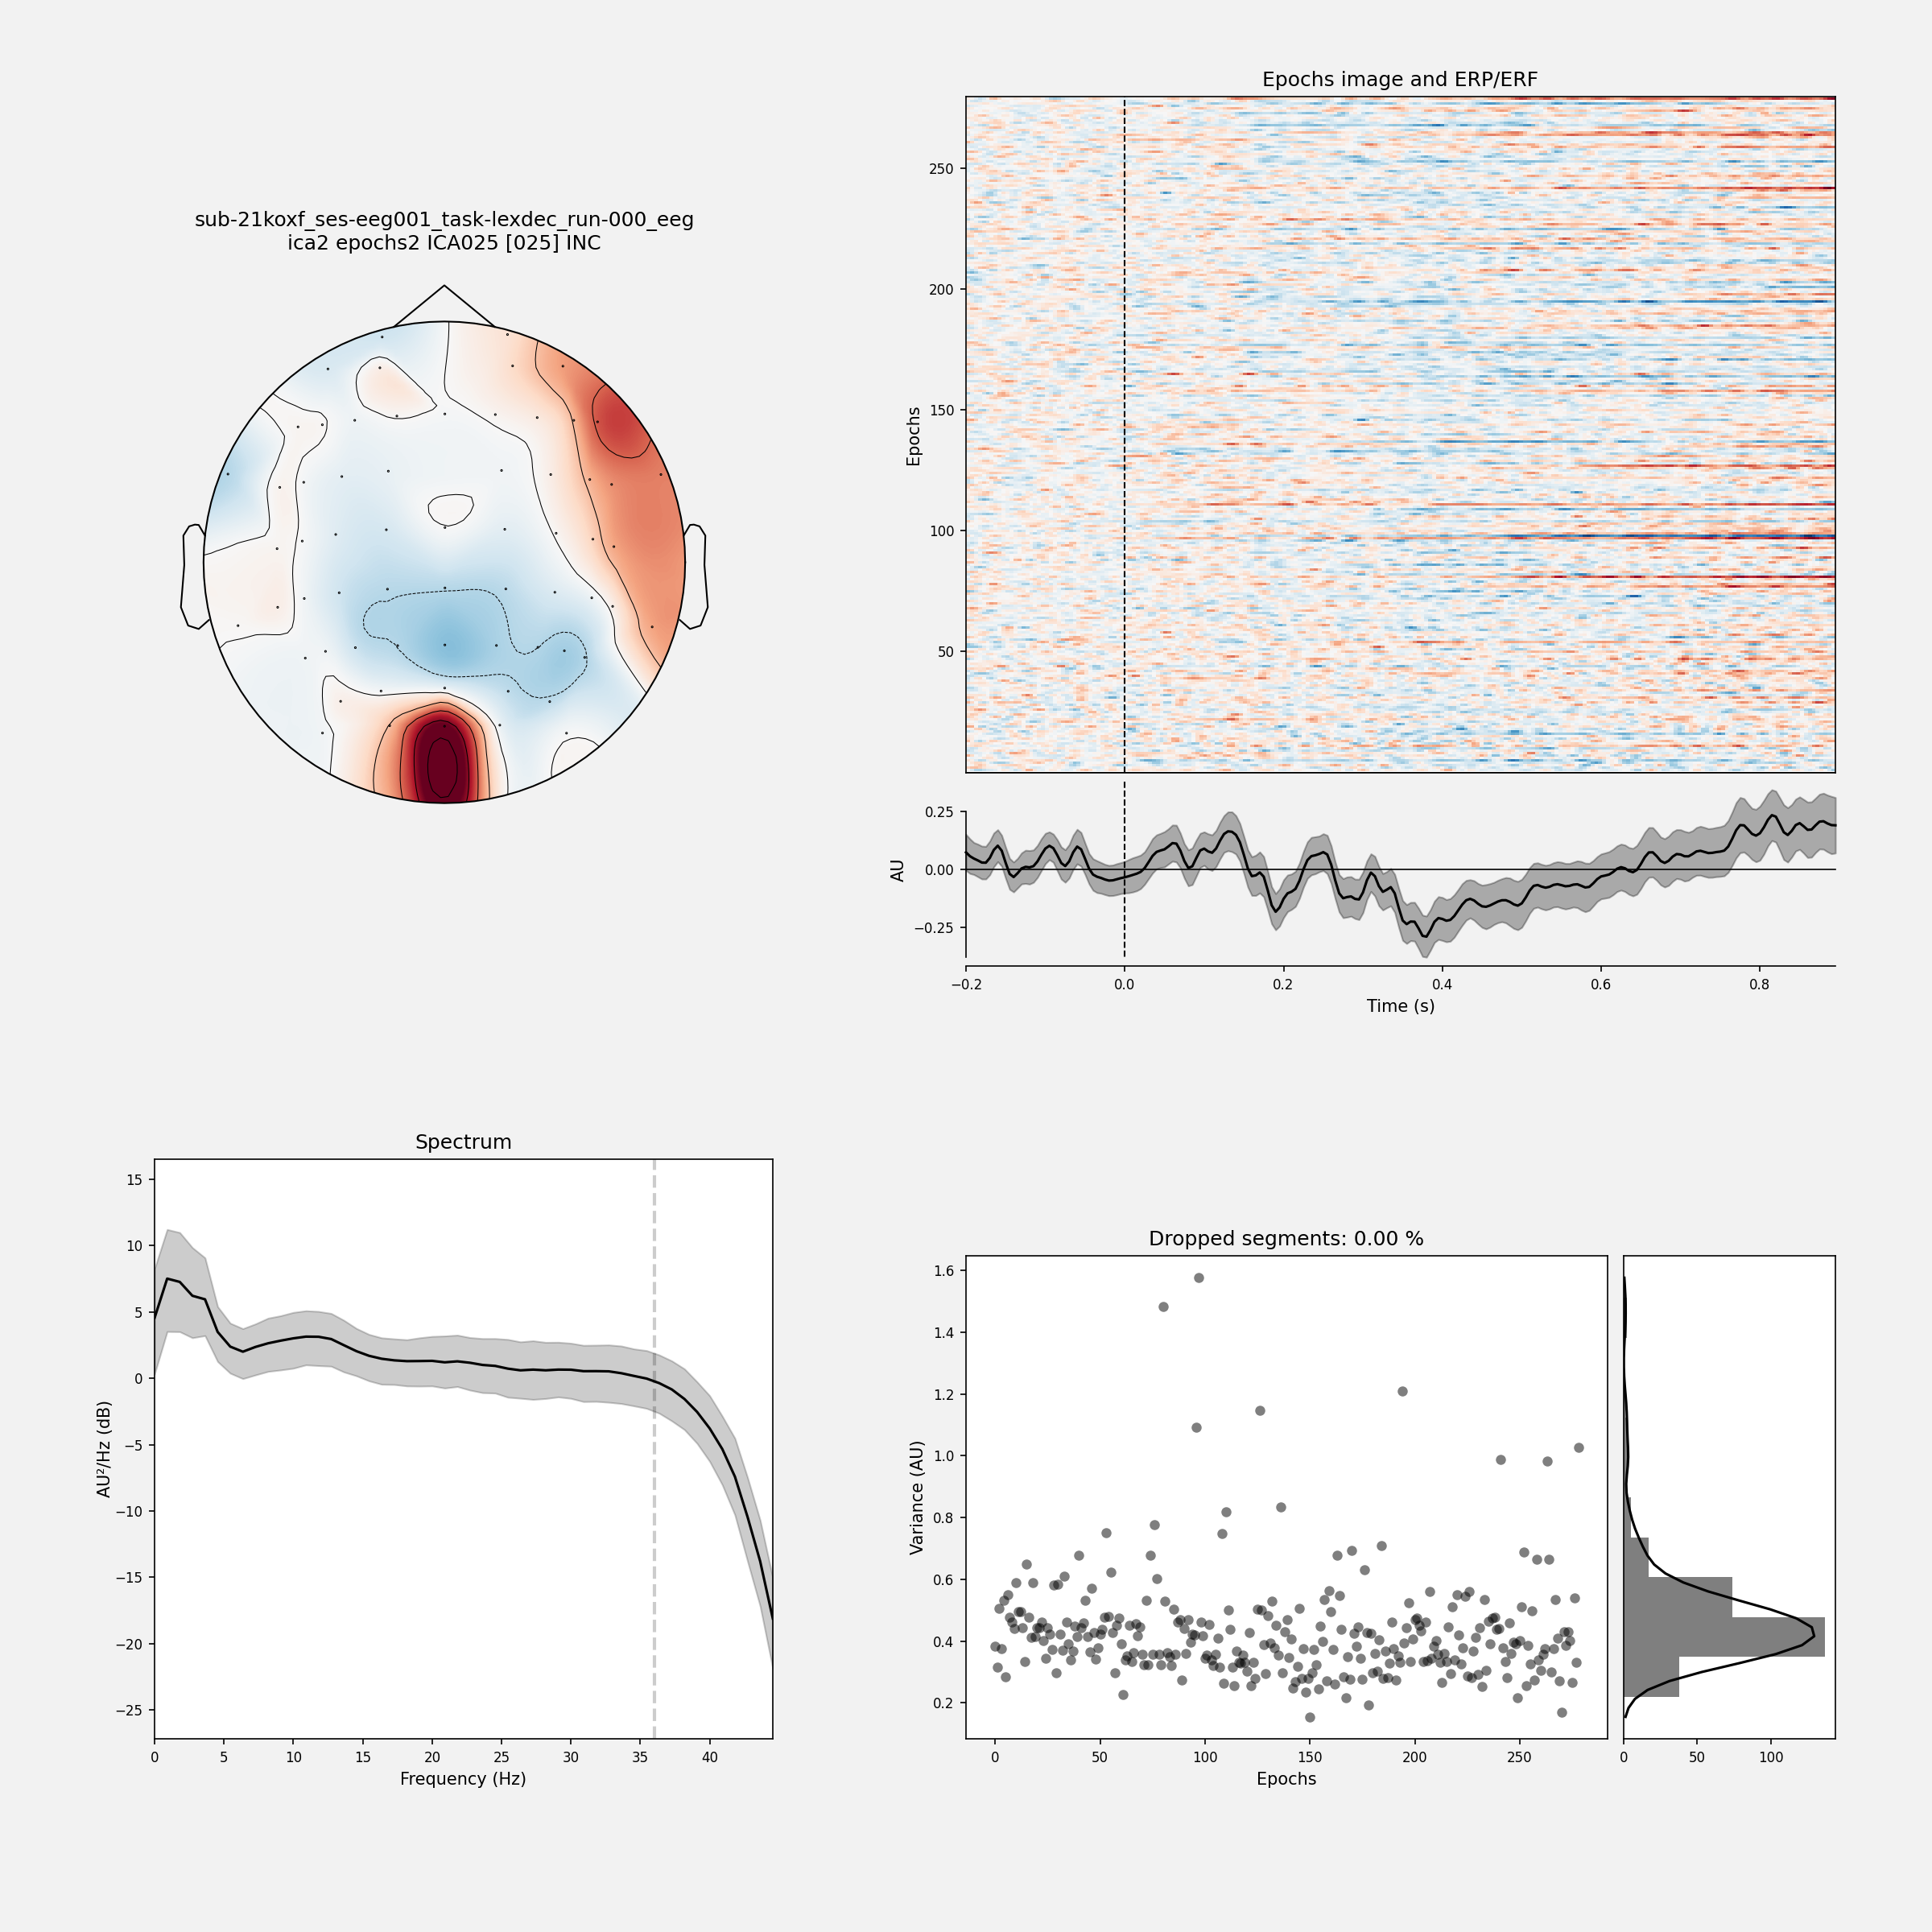 sub-21koxf_ses-eeg001_task-lexdec_run-000_eeg
ica2 epochs2 ICA025 [025] INC
Epochs image and ERP/ERF
250
200
150
100
50
Epochs
0.25
0.00
−0.25
AU
−0.2 0.0 0.2 0.4 0.6 0.8
Time (s)
Spectrum
15
10
5
0
−5
−10
−15
−20
−25
AU²/Hz (dB)
0 5 10 15 20 25 30 35 40
Frequency (Hz)
Dropped segments: 0.00 %
1.6
1.4
1.2
1.0
0.8
0.6
0.4
0.2
Variance (AU)
0 50 100 150 200 250
Epochs
0 50 100